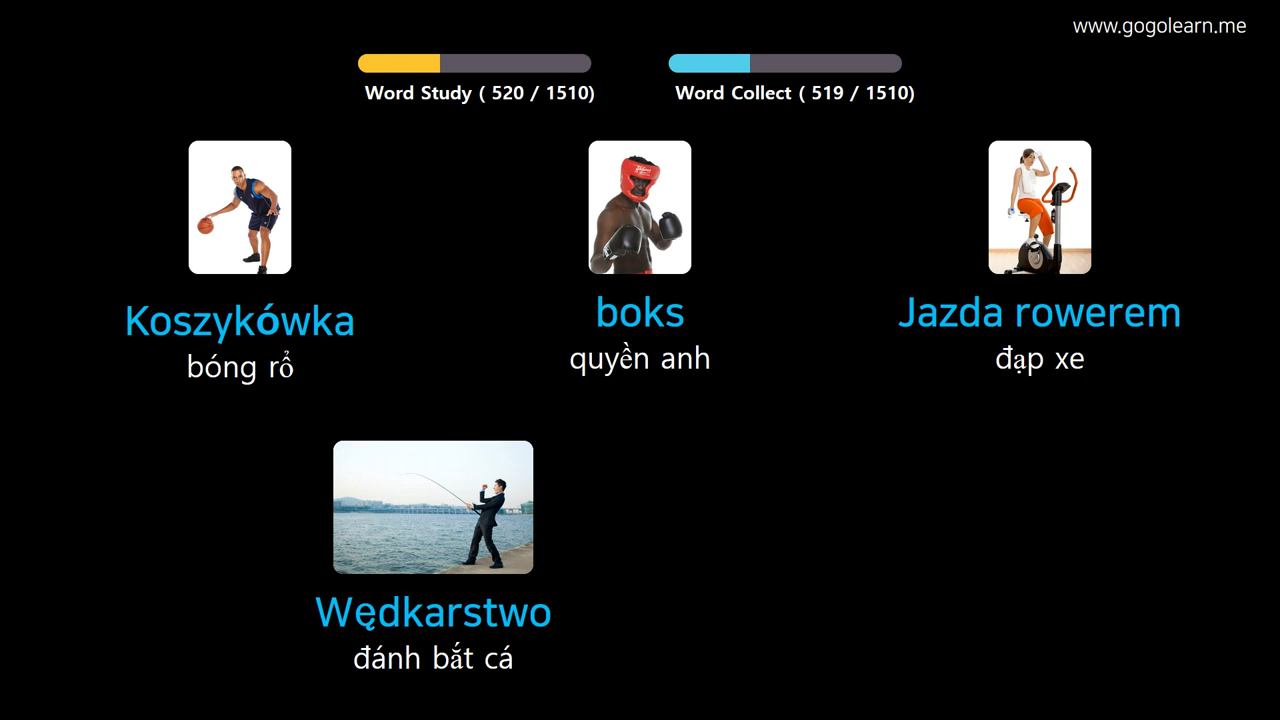 www.gogolearn.me
Word Study ( 520 / 1510)
Word Collect ( 519 / 1510)
Koszykówka
bóng rổ
boks
quyền anh
Jazda rowerem
đạp xe
Wędkarstwo
đánh bắt cá